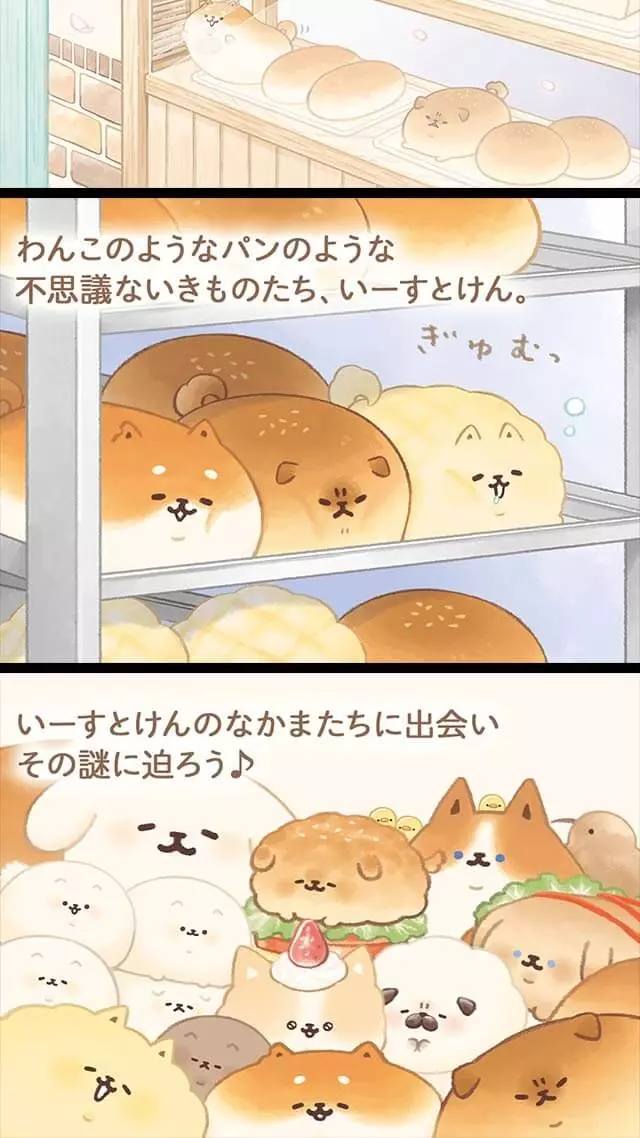 わんこのようなパンのような
不思議ないきものたち、いーすとけん。
ぎゅむっ
いーすとけんのなかまたちに出会い
その謎に迫ろう♪